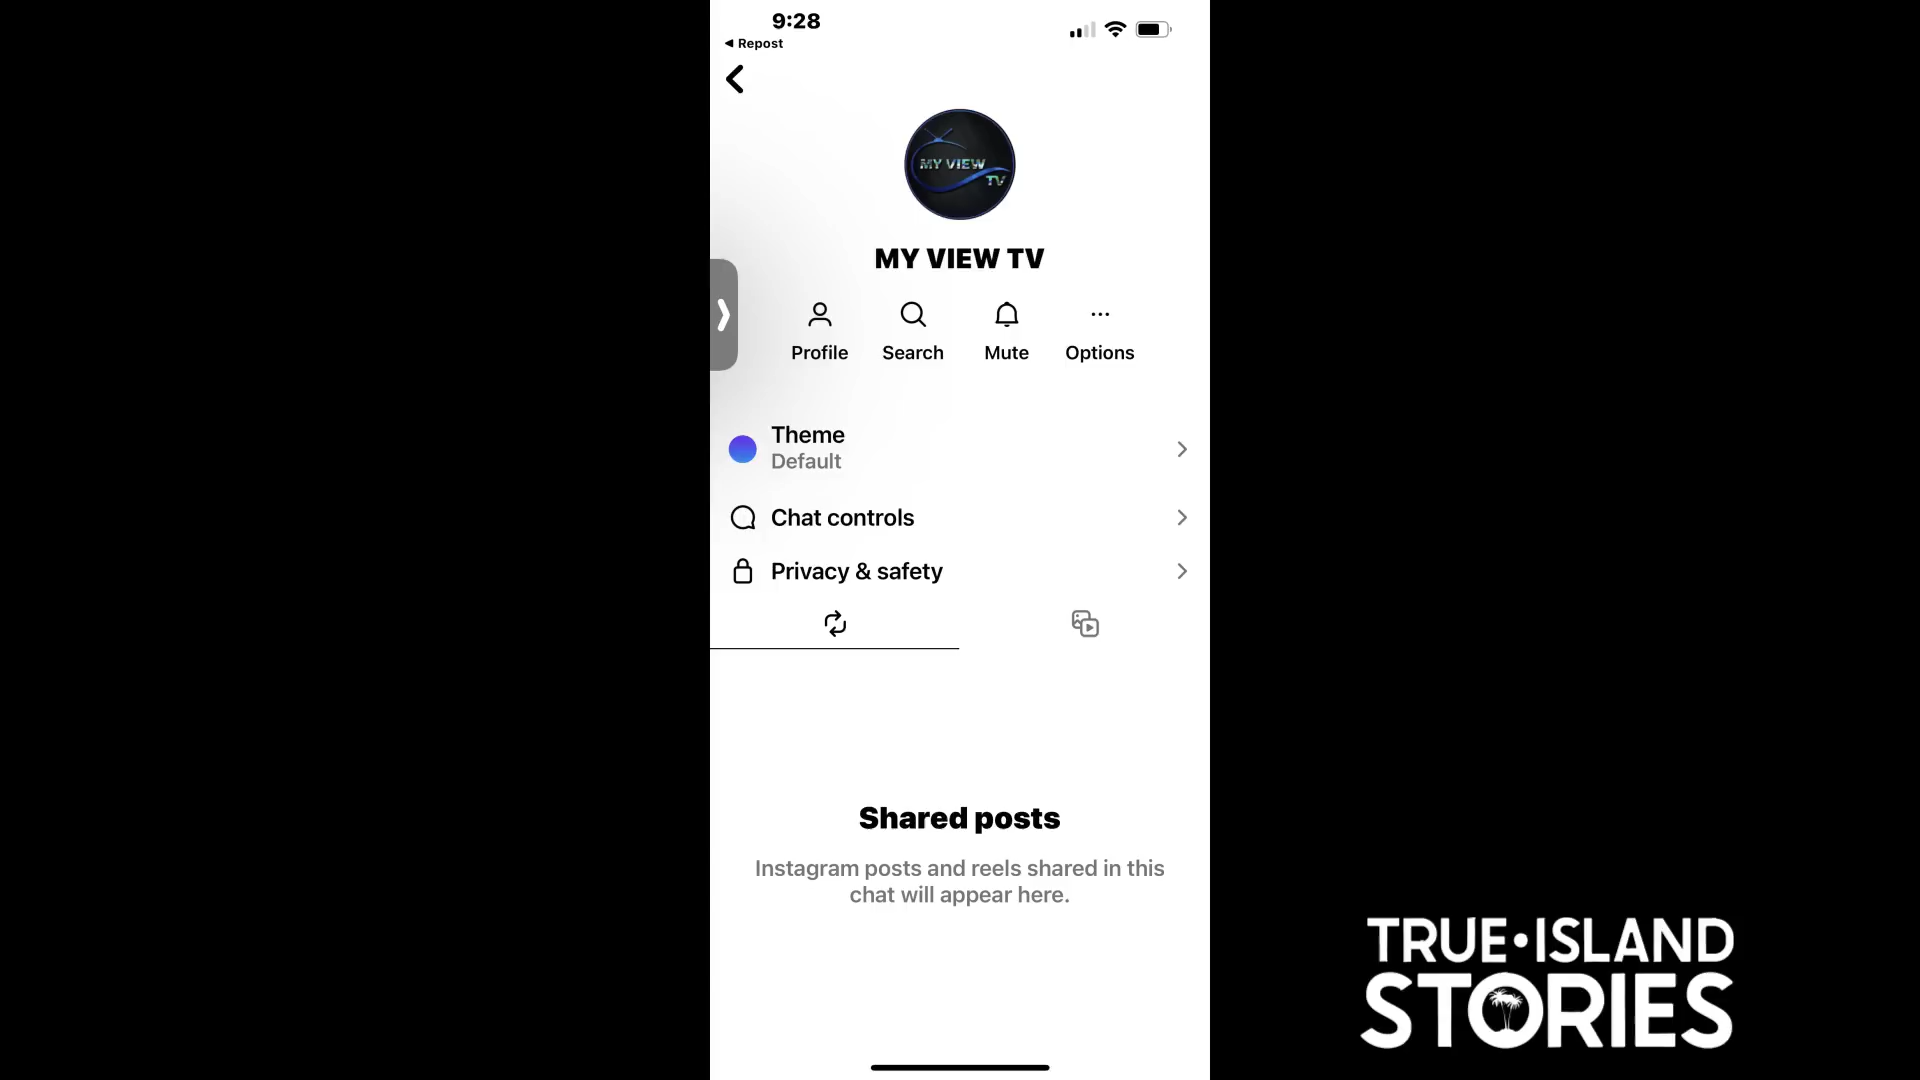 9:28
◄ Repost
MY VIEW
TV
MY VIEW TV
Profile Search Mute Options
Theme
Default
Chat controls
Privacy & safety
Shared posts
Instagram posts and reels shared in this
chat will appear here.
TRUE•ISLAND
STORIES